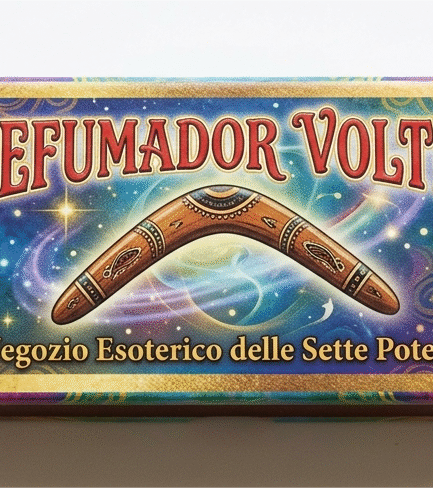 EFUMADOR VOLT
egozio Esoterico delle Sette Pote